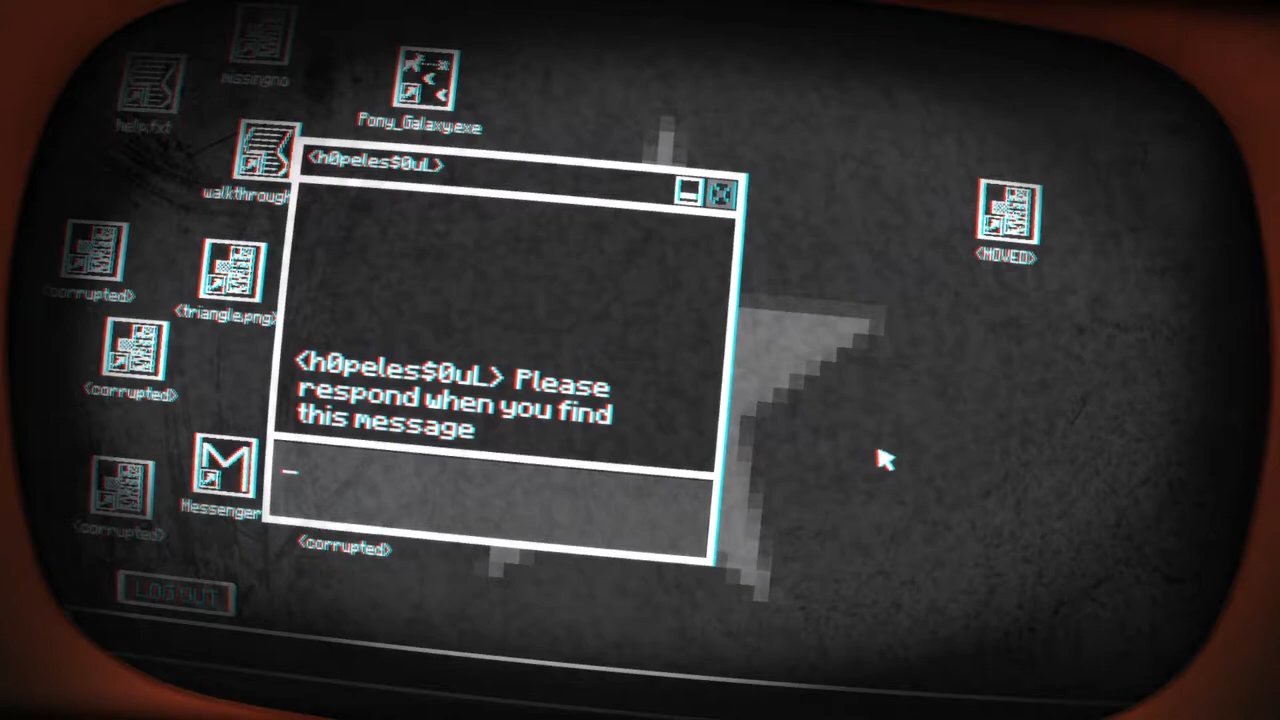 missingno
help.txt
Pony_Galaxy.exe
walkthrough
<h0peles$0uL>
<MOVED>
<corrupted>
<triangle.png>
<h0peles$0uL> Please
respond when you find
this message
<corrupted>
Messenger
<corrupted>
<corrupted>
LOG OUT